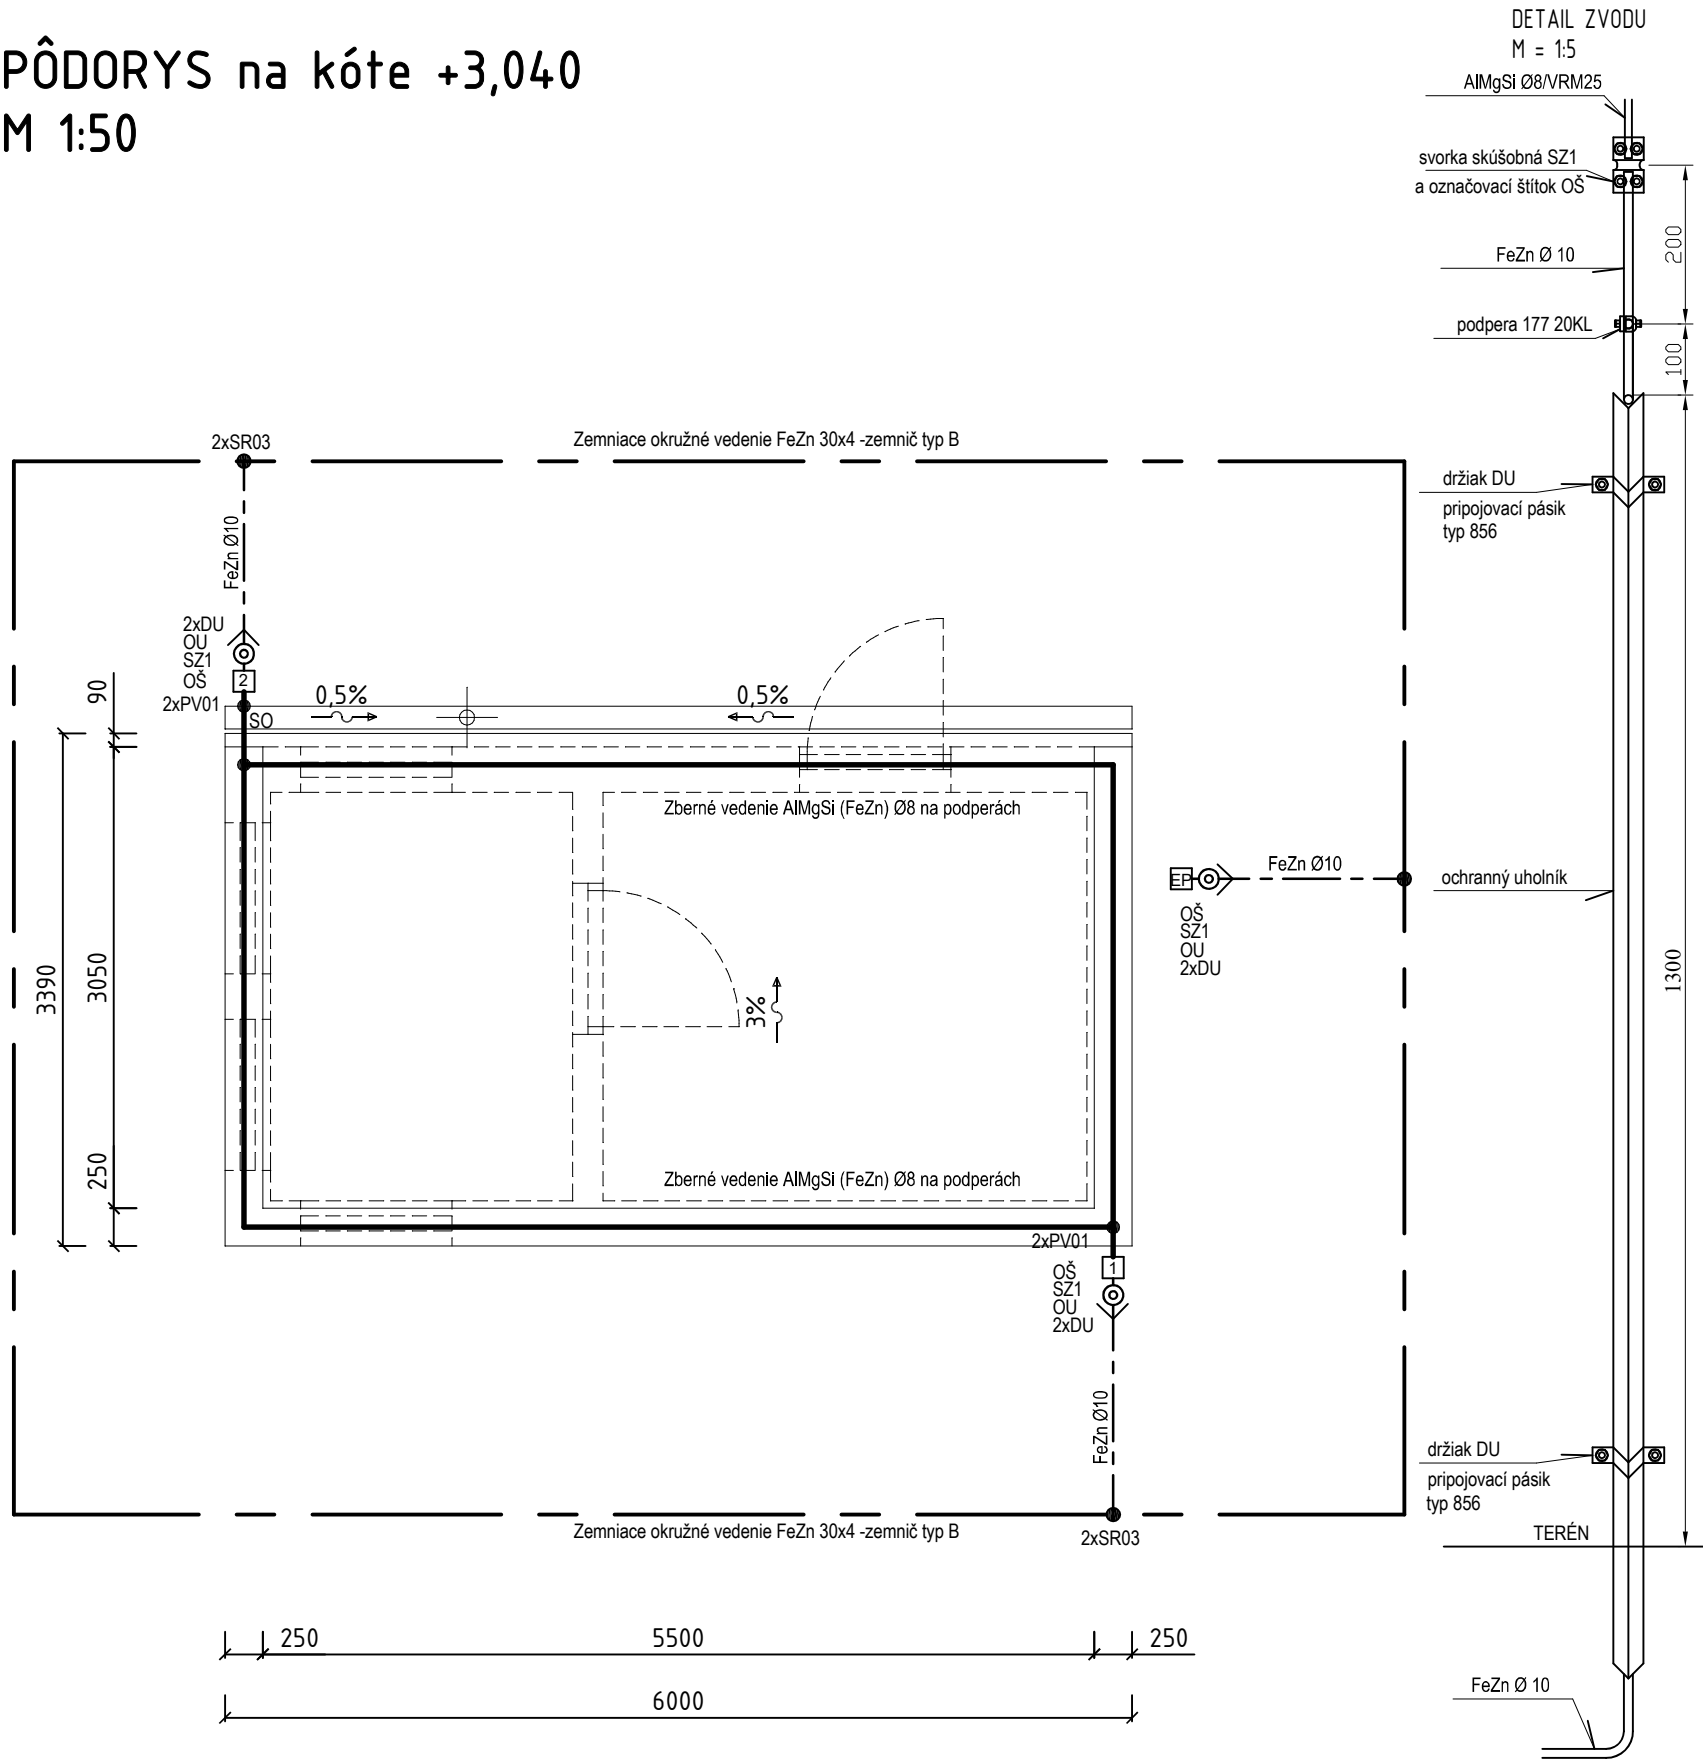 PÔDORYS na kóte +3,040
M 1:50
DETAIL ZVODU
M = 1:5
AlMgSi Ø8/VRM25
svorka skúšobná SZ1
a označovací štítok OŠ
200
FeZn Ø 10
podpera 177 20KL
100
držiak DU
pripojovací pásik
typ 856
ochranný uholník
1300
držiak DU
pripojovací pásik
typ 856
TERÉN
FeZn Ø 10
2xSR03
Zemniace okružné vedenie FeZn 30x4 -zemnič typ B
FeZn Ø10
2xDU
OU
SZ1
OŠ
2
2xPV01
SO
0,5%
0,5%
90
3390
3050
250
Zberné vedenie AlMgSi (FeZn) Ø8 na podperách
EP
FeZn Ø10
OŠ
SZ1
OU
2xDU
3%
Zberné vedenie AlMgSi (FeZn) Ø8 na podperách
2xPV01
1
OŠ
SZ1
OU
2xDU
FeZn Ø10
Zemniace okružné vedenie FeZn 30x4 -zemnič typ B
2xSR03
250
5500
250
6000